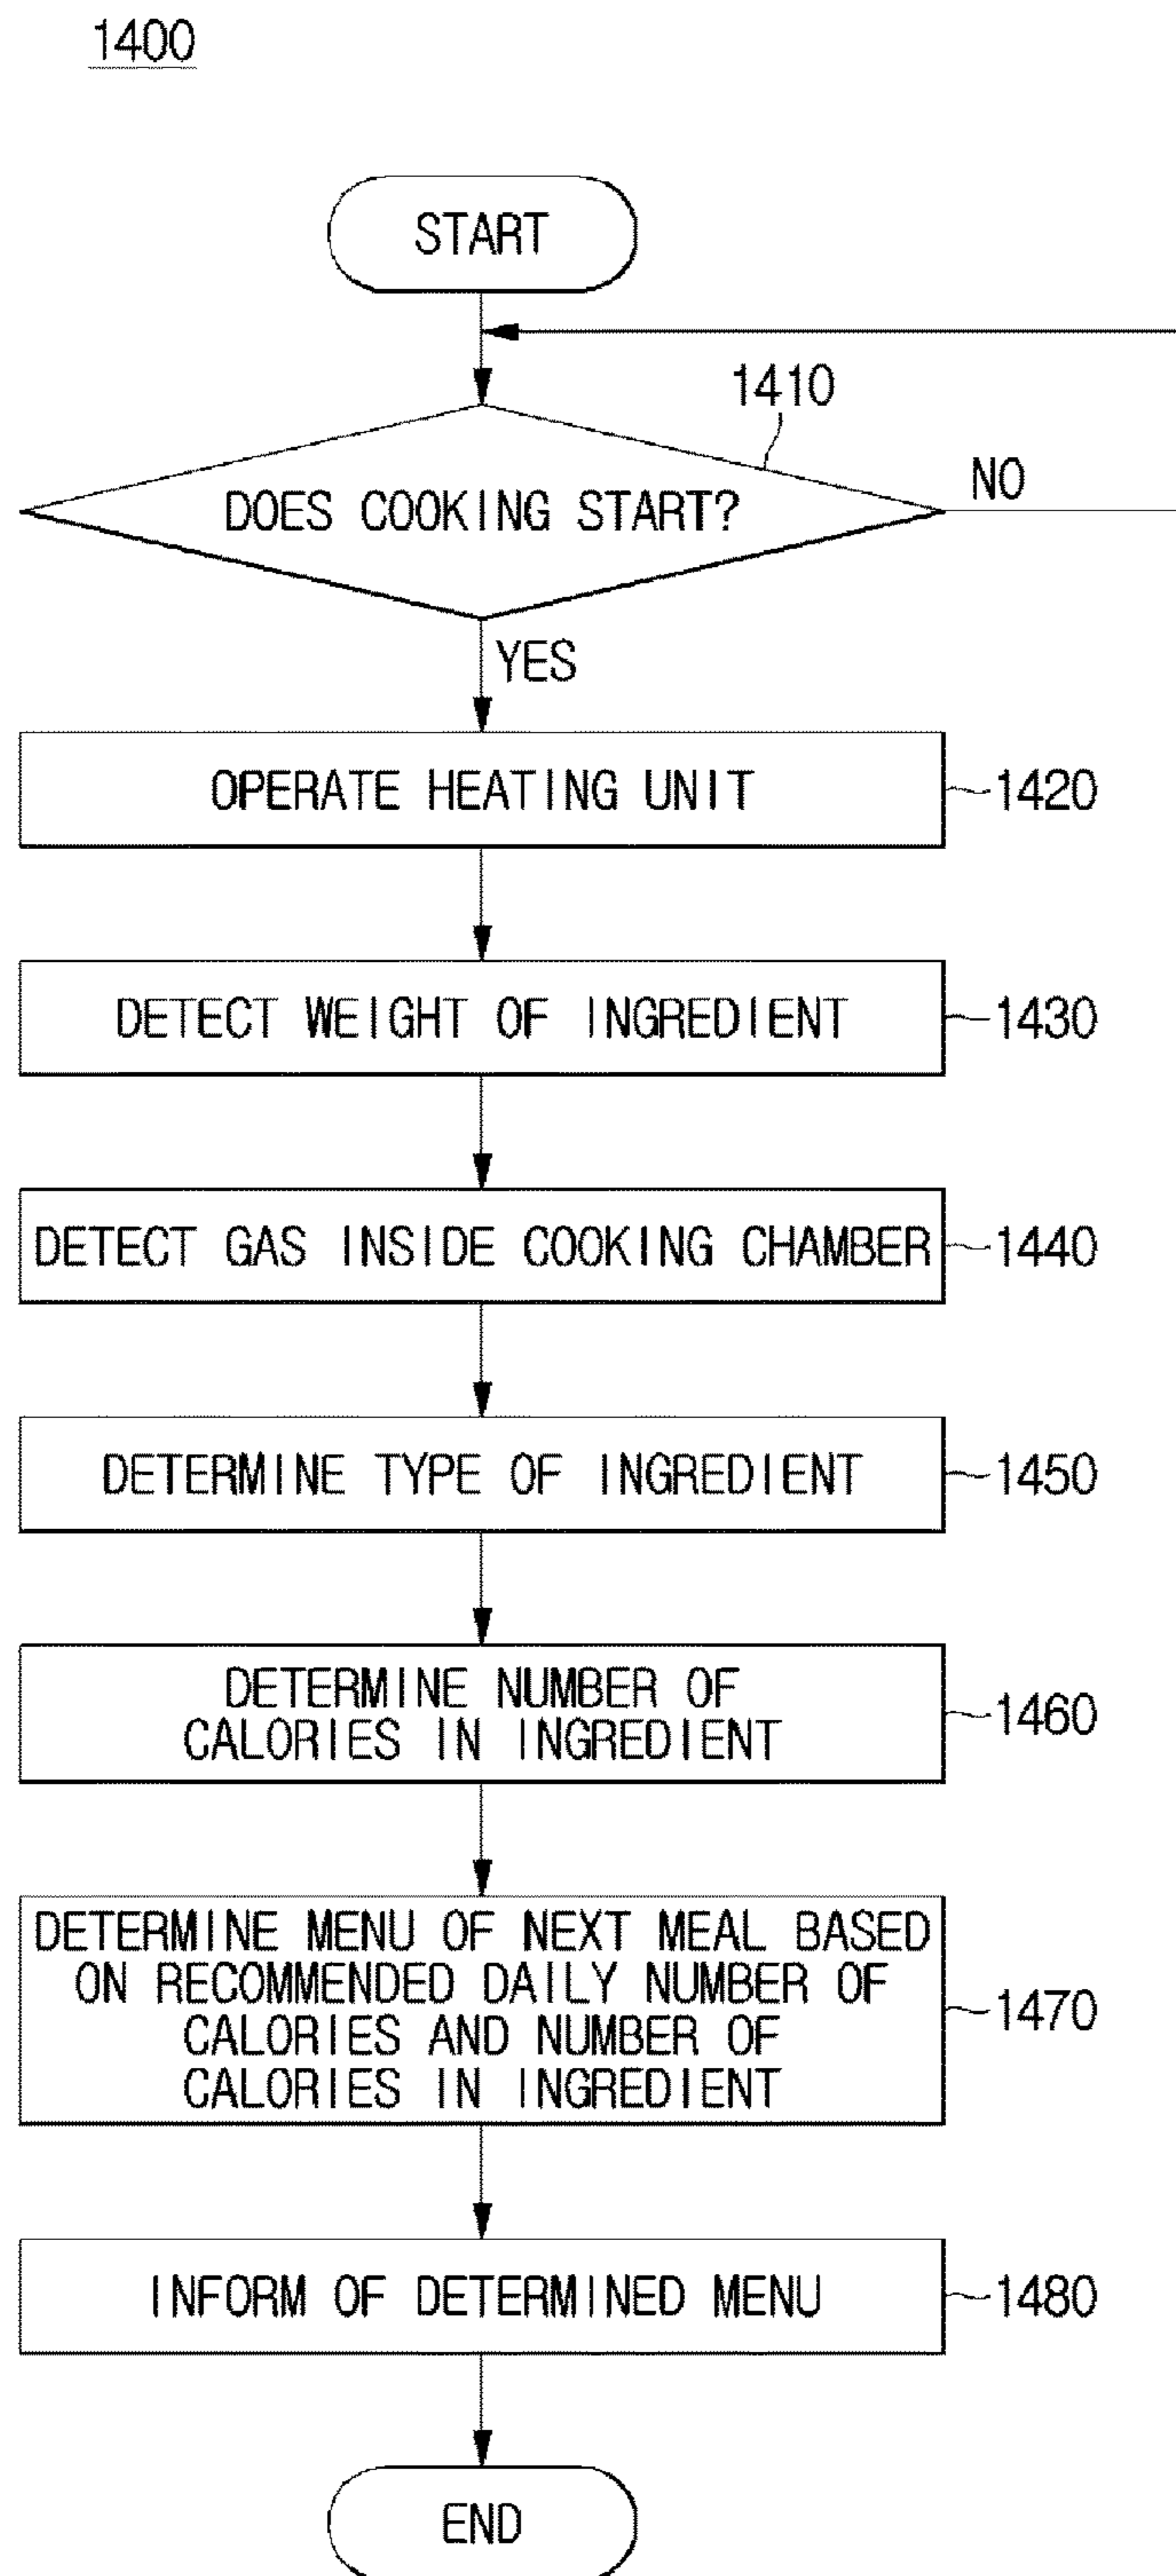 1400
START
1410
DOES COOKING START?
NO
YES
OPERATE HEATING UNIT
1420
DETECT WEIGHT OF INGREDIENT
1430
DETECT GAS INSIDE COOKING CHAMBER
1440
DETERMINE TYPE OF INGREDIENT
1450
DETERMINE NUMBER OF
CALORIES IN INGREDIENT
1460
DETERMINE MENU OF NEXT MEAL BASED
ON RECOMMENDED DAILY NUMBER OF
CALORIES AND NUMBER OF
CALORIES IN INGREDIENT
1470
INFORM OF DETERMINED MENU
1480
END